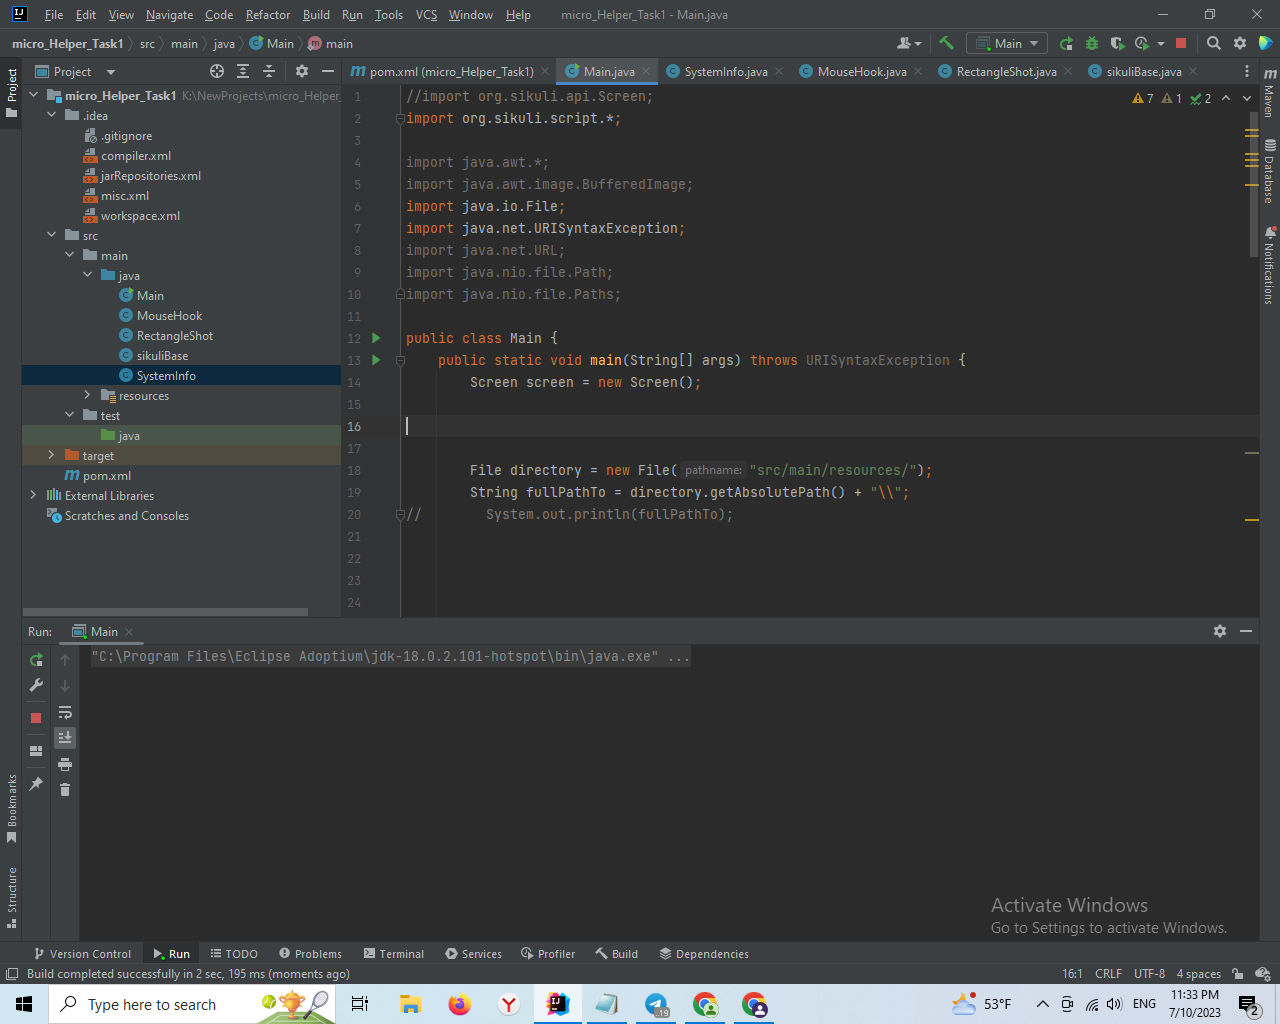 File Edit View Navigate Code Refactor Build Run Tools VCS Window Help micro_Helper_Task1 - Main.java
micro_Helper_Task1 src main java Main main
Main
Project
pom.xml (micro_Helper_Task1) Main.java SystemInfo.java MouseHook.java RectangleShot.java sikuliBase.java
Project
micro_Helper_Task1 K:\NewProjects\micro_Helper_
.idea
.gitignore
compiler.xml
jarRepositories.xml
misc.xml
workspace.xml
src
main
java
Main
MouseHook
RectangleShot
sikuliBase
SystemInfo
resources
test
java
target
pom.xml
External Libraries
Scratches and Consoles
7 1 2
1 //import org.sikuli.api.Screen;
2 import org.sikuli.script.*;
3
4 import java.awt.*;
5 import java.awt.image.BufferedImage;
6 import java.io.File;
7 import java.net.URISyntaxException;
8 import java.net.URL;
9 import java.nio.file.Path;
10 import java.nio.file.Paths;
11
12 public class Main {
13 public static void main(String[] args) throws URISyntaxException {
14 Screen screen = new Screen();
15
16
17
18 File directory = new File( pathname: "src/main/resources/");
19 String fullPathTo = directory.getAbsolutePath() + "\\";
20 // System.out.println(fullPathTo);
21
22
23
24
Maven
Database
Notifications
Run: Main
"C:\Program Files\Eclipse Adoptium\jdk-18.0.2.101-hotspot\bin\java.exe" ...
Bookmarks
Structure
Activate Windows
Go to Settings to activate Windows.
Version Control Run TODO Problems Terminal Services Profiler Build Dependencies
Build completed successfully in 2 sec, 195 ms (moments ago) 16:1 CRLF UTF-8 4 spaces
Type here to search
.19
53°F
ENG
11:33 PM
7/10/2023
2